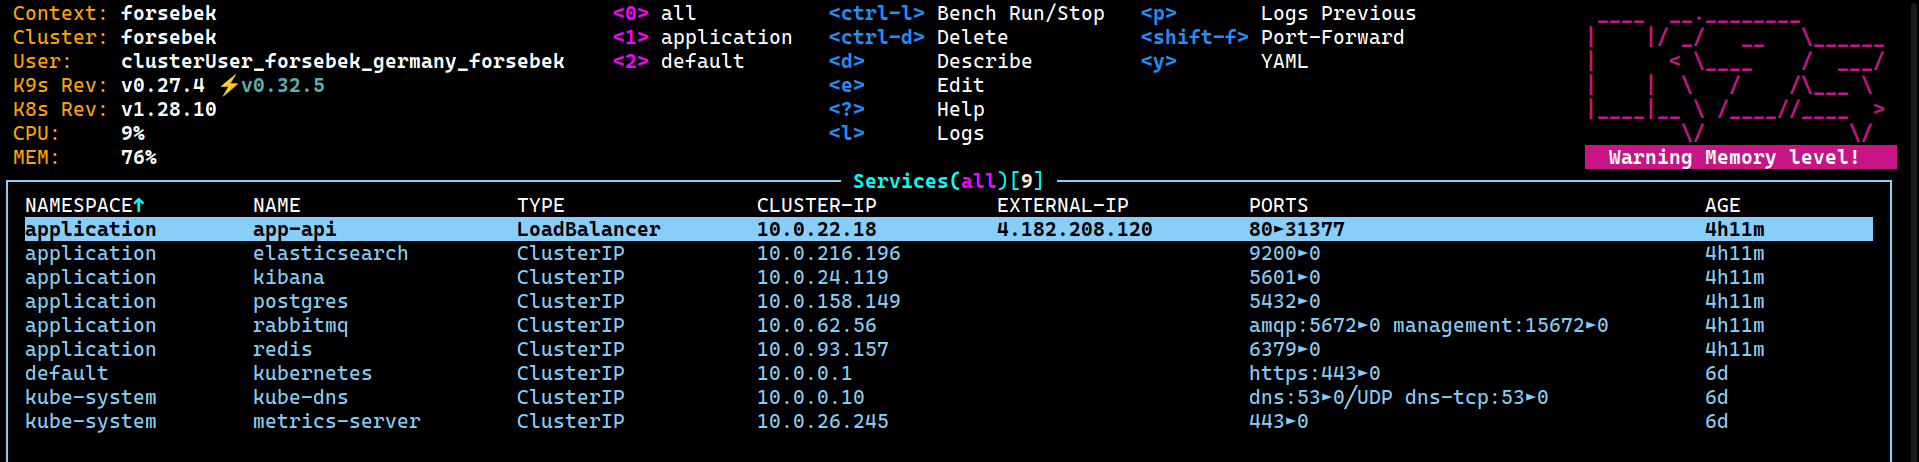 Context: forsebek <0> all <ctrl-l> Bench Run/Stop <p> Logs Previous
Cluster: forsebek <1> application <ctrl-d> Delete <shift-f> Port-Forward
User: clusterUser_forsebek_germany_forsebek <2> default <d> Describe <y> YAML
K9s Rev: v0.27.4 ⚡v0.32.5 <e> Edit
K8s Rev: v1.28.10 <?> Help
CPU: 9% <l> Logs
MEM: 76%
Warning Memory level!
Services(all)[9]
NAMESPACE↑ NAME TYPE CLUSTER-IP EXTERNAL-IP PORTS AGE
application app-api LoadBalancer 10.0.22.18 4.182.208.120 80►31377 4h11m
application elasticsearch ClusterIP 10.0.216.196 9200►0 4h11m
application kibana ClusterIP 10.0.24.119 5601►0 4h11m
application postgres ClusterIP 10.0.158.149 5432►0 4h11m
application rabbitmq ClusterIP 10.0.62.56 amqp:5672►0 management:15672►0 4h11m
application redis ClusterIP 10.0.93.157 6379►0 4h11m
default kubernetes ClusterIP 10.0.0.1 https:443►0 6d
kube-system kube-dns ClusterIP 10.0.0.10 dns:53►0/UDP dns-tcp:53►0 6d
kube-system metrics-server ClusterIP 10.0.26.245 443►0 6d